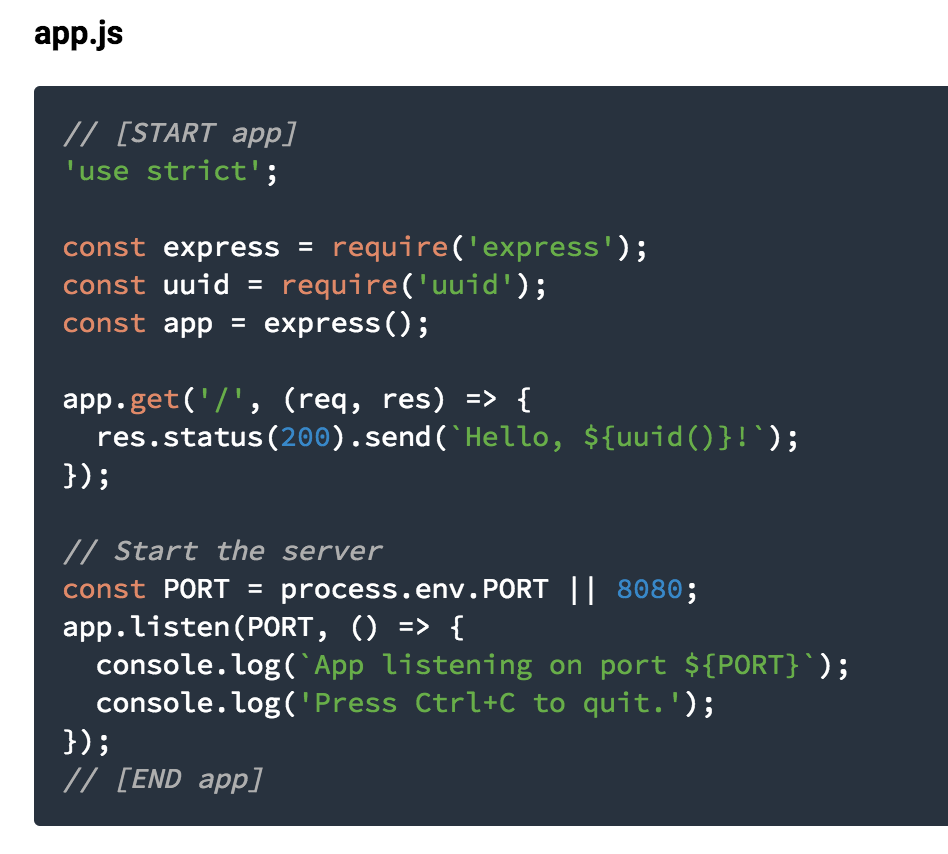 app.js
// [START app]
'use strict';
const express = require('express');
const uuid = require('uuid');
const app = express();
app.get('/', (req, res) => {
  res.status(200).send(`Hello, ${uuid()}!`);
});
// Start the server
const PORT = process.env.PORT || 8080;
app.listen(PORT, () => {
  console.log(`App listening on port ${PORT}`);
  console.log('Press Ctrl+C to quit.');
});
// [END app]